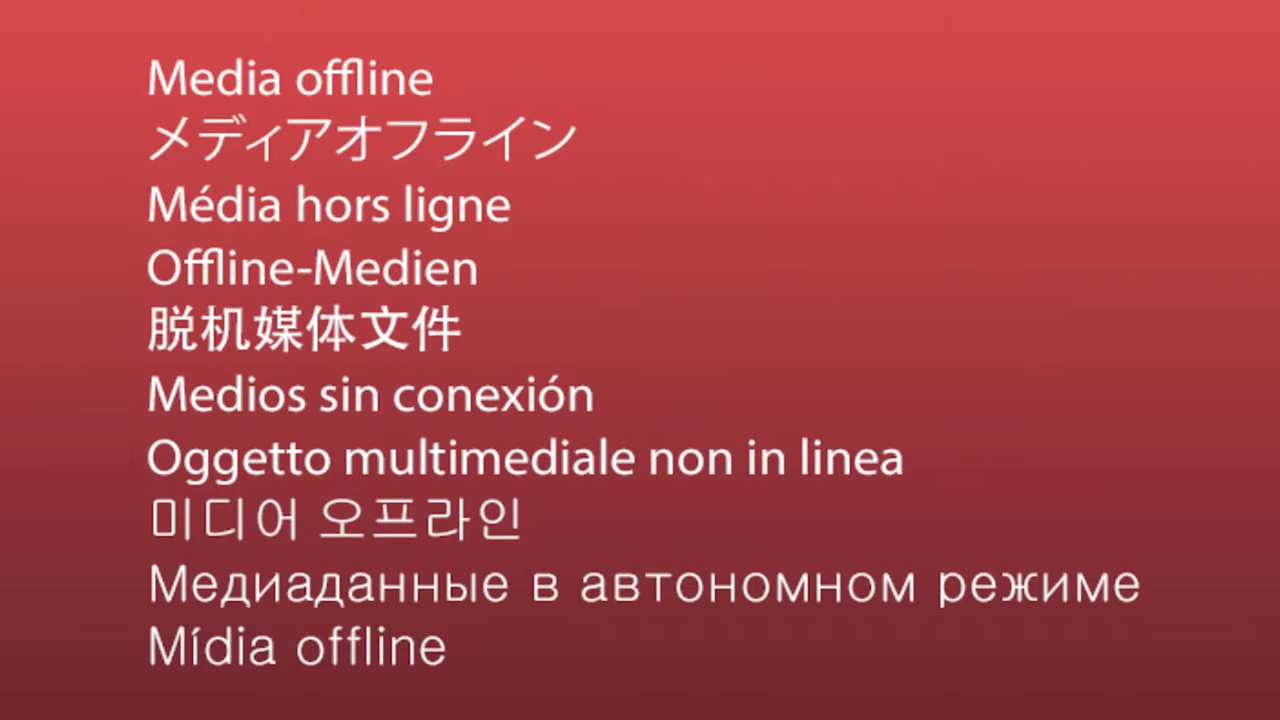 Media offline
メディアオフライン
Média hors ligne
Offline-Medien
脱机媒体文件
Medios sin conexión
Oggetto multimediale non in linea
미디어 오프라인
Медиаданные в автономном режиме
Mídia offline